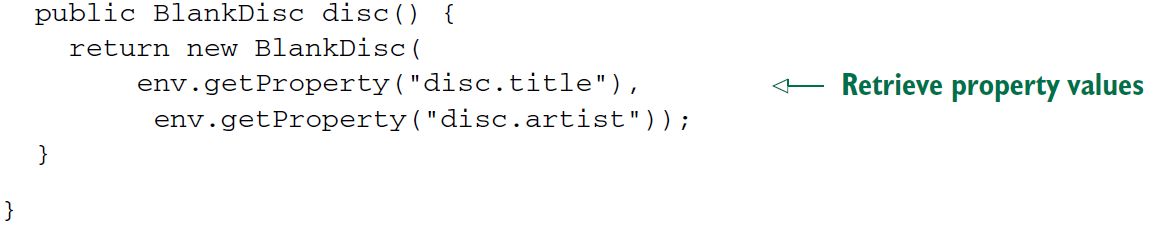 public BlankDisc disc() {
return new BlankDisc(
env.getProperty("disc.title"), Retrieve property values
env.getProperty("disc.artist"));
}
}